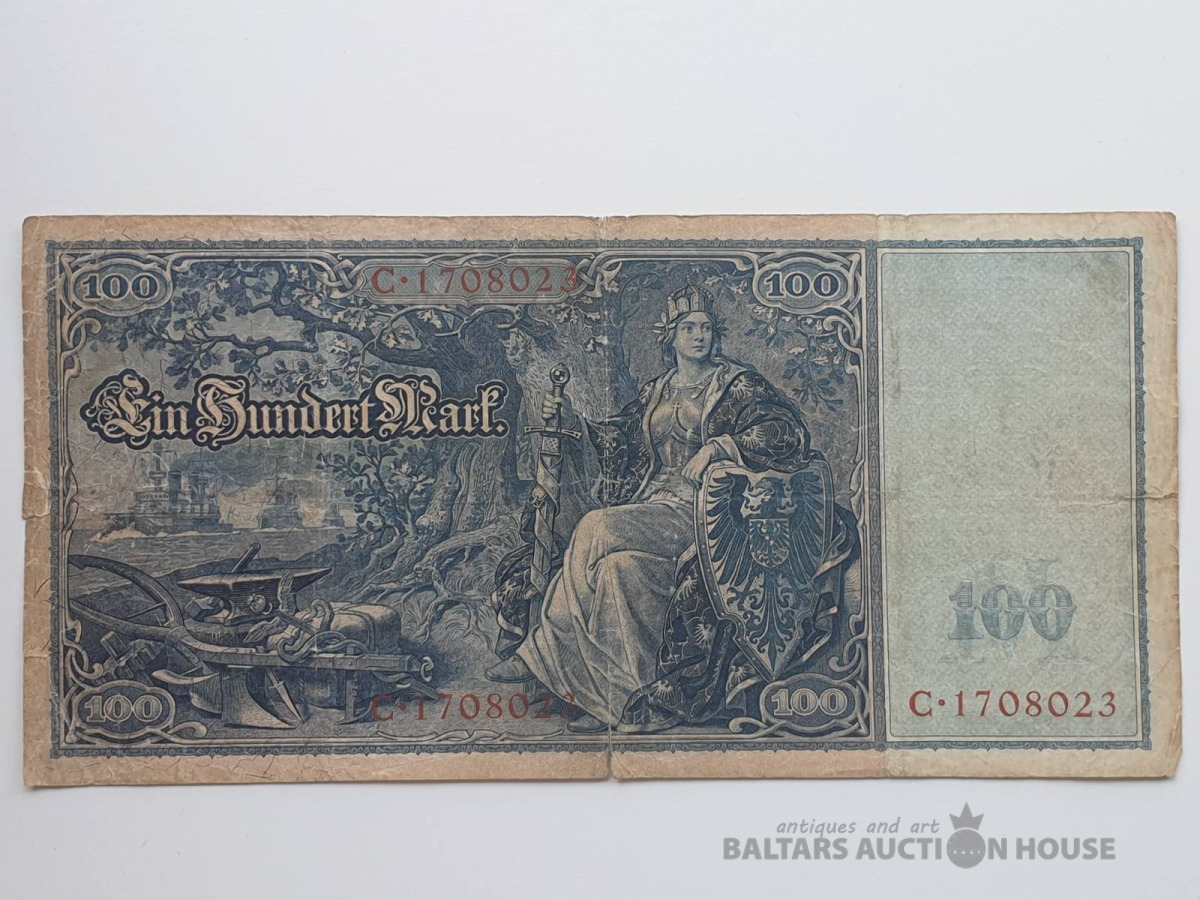 100 C·1708023 100
Ein Hundert Mark.
100
100 C·1708023 100 C·1708023
antiques and art
BALTARS AUCTION HOUSE